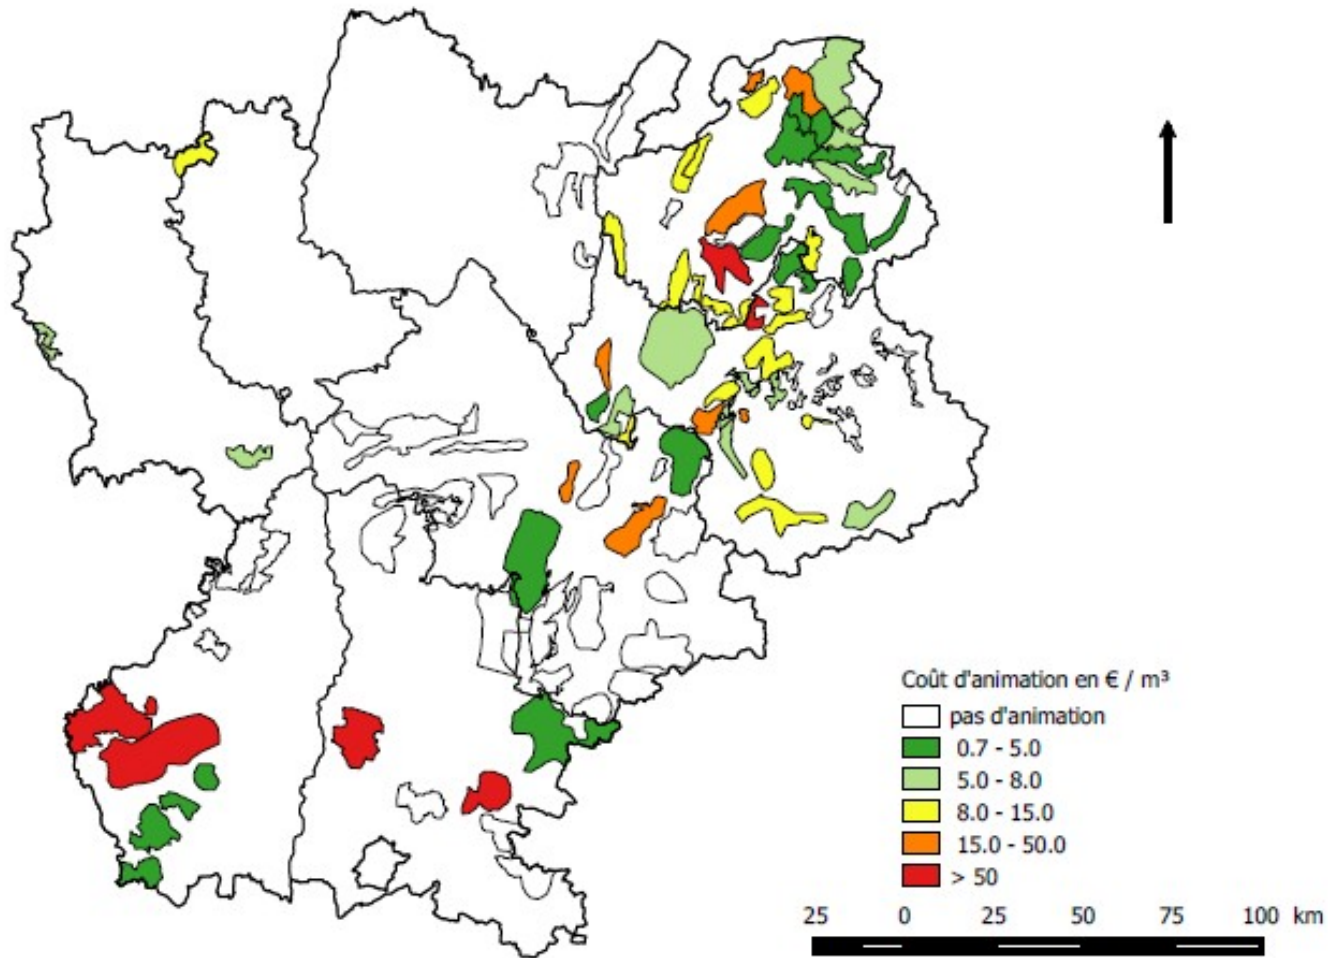 Coût d'animation en € / m³
pas d'animation
0.7 - 5.0
5.0 - 8.0
8.0 - 15.0
15.0 - 50.0
> 50
25 0 25 50 75 100 km